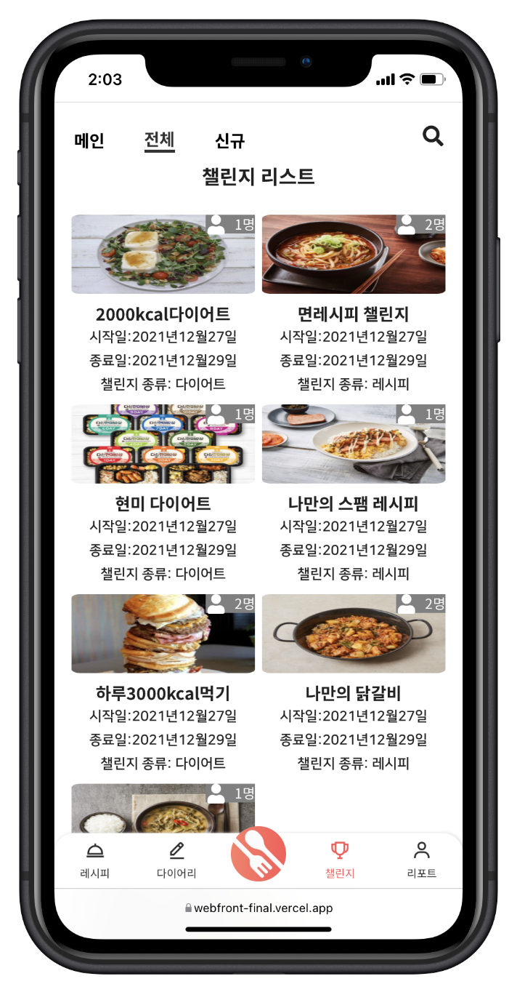 2:03
메인 전체 신규
챌린지 리스트
1명 2명
2000kcal다이어트 면레시피 챌린지
시작일:2021년12월27일 시작일:2021년12월27일
종료일:2021년12월29일 종료일:2021년12월29일
챌린지 종류: 다이어트 챌린지 종류: 레시피
1명 1명
현미 다이어트 나만의 스팸 레시피
시작일:2021년12월27일 시작일:2021년12월27일
종료일:2021년12월29일 종료일:2021년12월29일
챌린지 종류: 다이어트 챌린지 종류: 레시피
2명 2명
하루3000kcal먹기 나만의 닭갈비
시작일:2021년12월27일 시작일:2021년12월27일
종료일:2021년12월29일 종료일:2021년12월29일
챌린지 종류: 다이어트 챌린지 종류: 레시피
1명
레시피 다이어리 챌린지 리포트
webfront-final.vercel.app